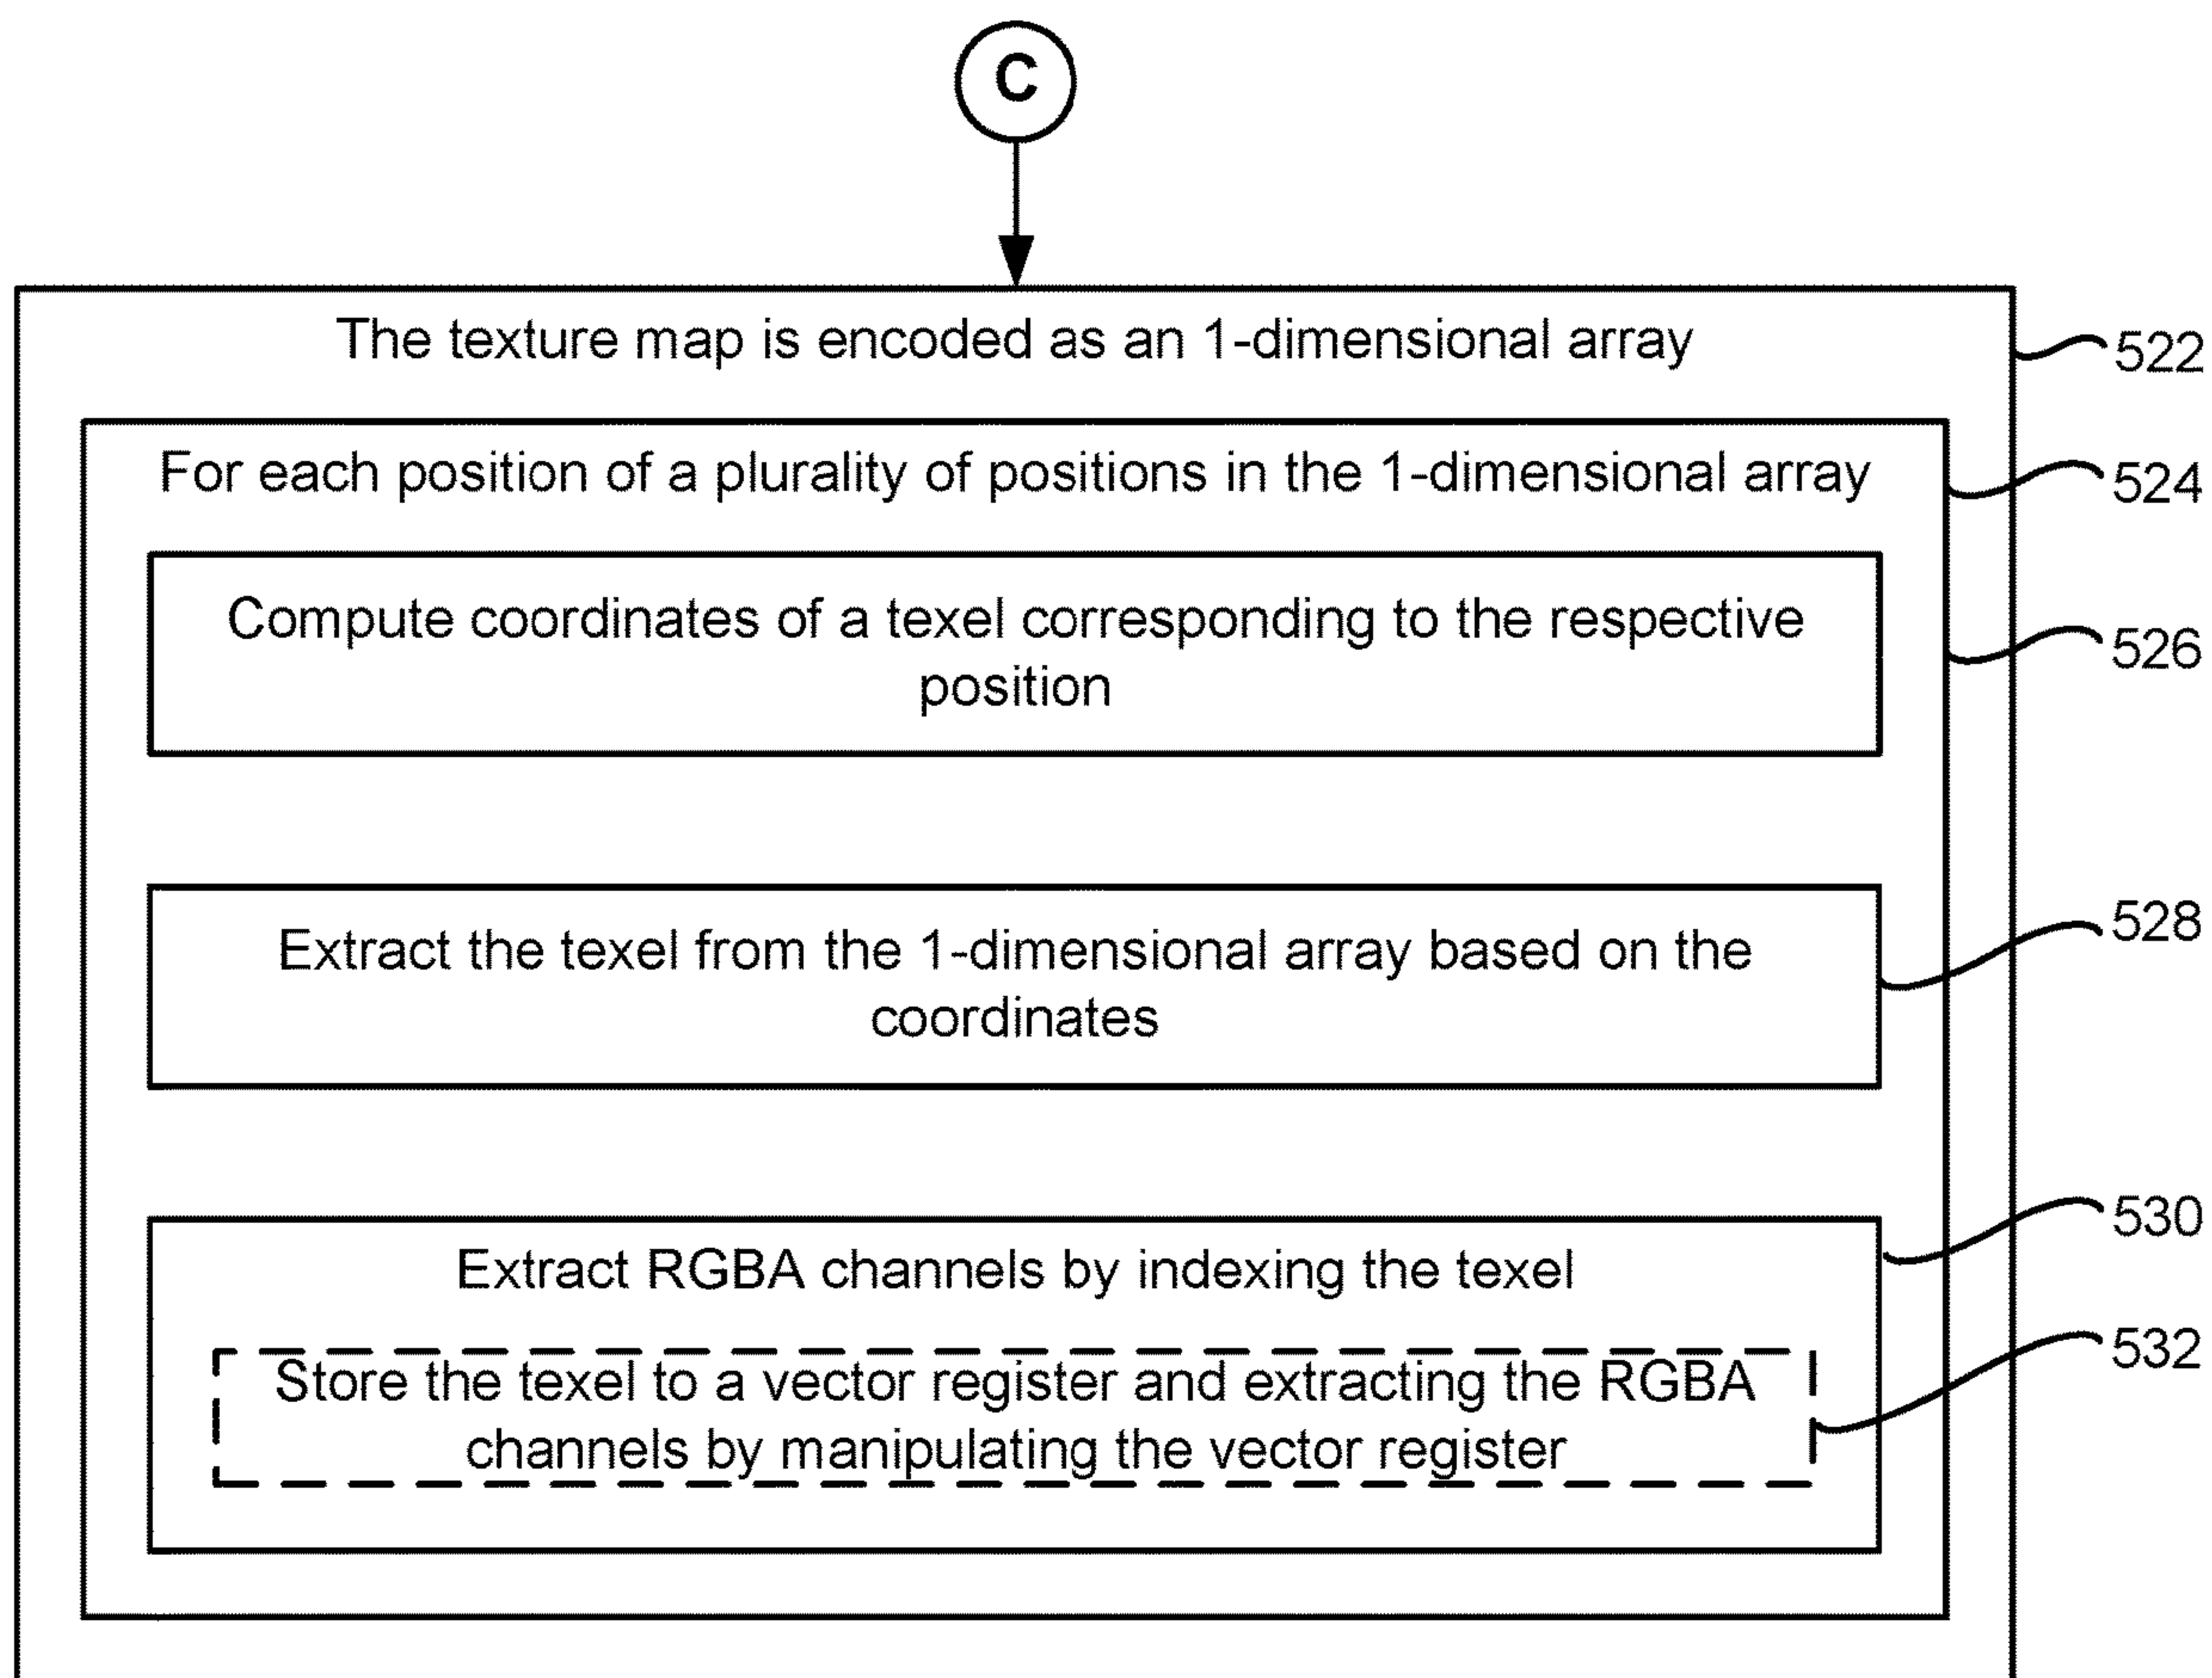 C
The texture map is encoded as an 1-dimensional array
522
For each position of a plurality of positions in the 1-dimensional array
524
Compute coordinates of a texel corresponding to the respective
position
526
Extract the texel from the 1-dimensional array based on the
coordinates
528
Extract RGBA channels by indexing the texel
530
Store the texel to a vector register and extracting the RGBA
channels by manipulating the vector register
532